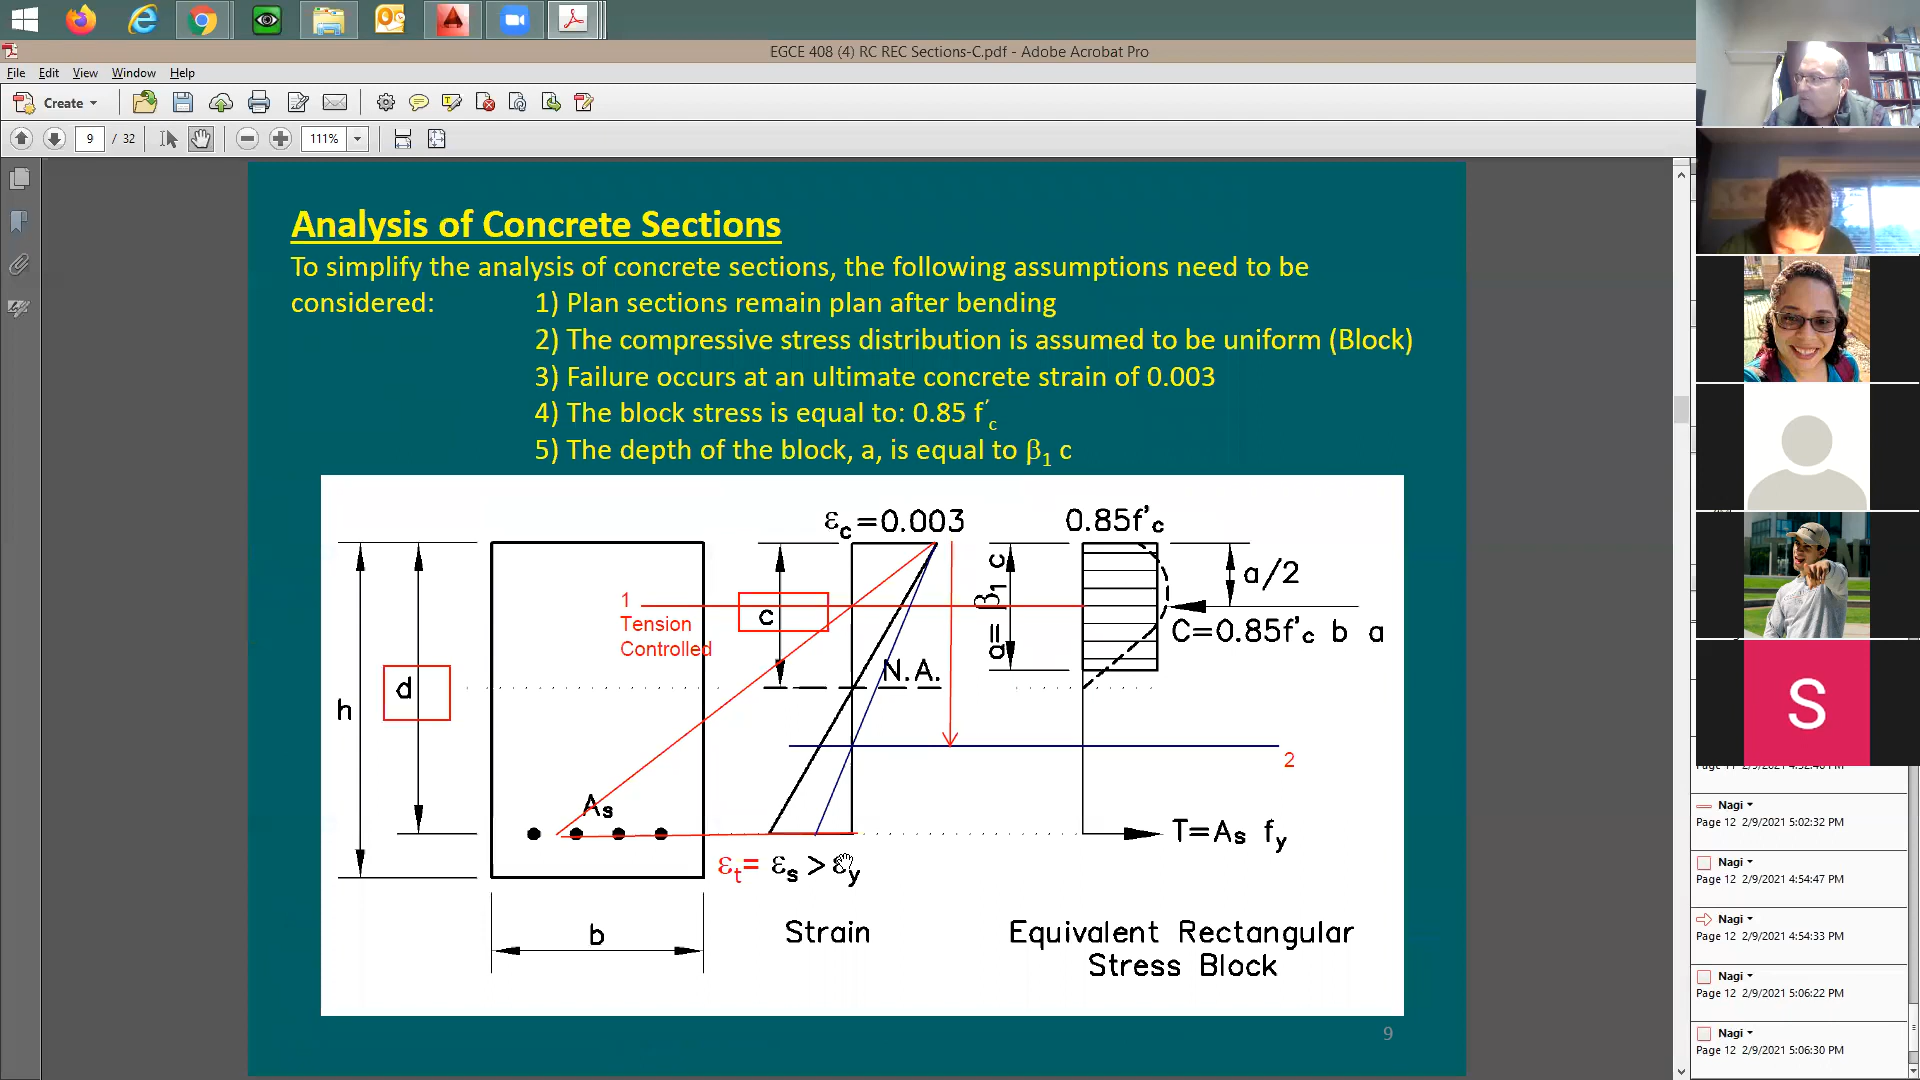 EGCE 408 (4) RC REC Sections-C.pdf - Adobe Acrobat Pro
File Edit View Window Help
Create
9 / 32 111%
Analysis of Concrete Sections
To simplify the analysis of concrete sections, the following assumptions need to be
considered: 1) Plan sections remain plan after bending
2) The compressive stress distribution is assumed to be uniform (Block)
3) Failure occurs at an ultimate concrete strain of 0.003
4) The block stress is equal to: 0.85 f'c
5) The depth of the block, a, is equal to β1 c
εc=0.003
0.85f'c
a/2
a= β1 c
C=0.85f'c b a
1
Tension
Controlled
c
N.A.
d
h
2
As
T=As fy
εt= εs > εy
b
Strain
Equivalent Rectangular
Stress Block
9
S
Nagi
Page 12 2/9/2021 5:02:32 PM
Nagi
Page 12 2/9/2021 4:54:47 PM
Nagi
Page 12 2/9/2021 4:54:33 PM
Nagi
Page 12 2/9/2021 5:06:22 PM
Nagi
Page 12 2/9/2021 5:06:30 PM